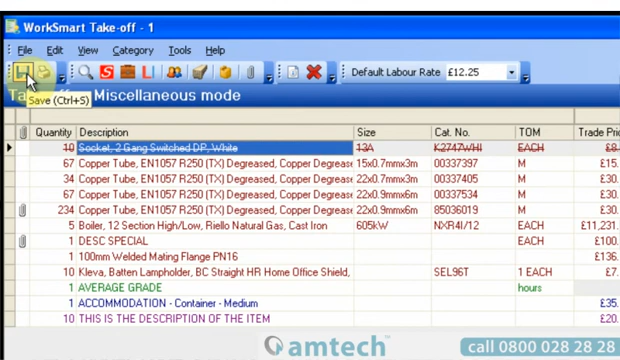 WorkSmart Take-off - 1
File Edit View Category Tools Help
Default Labour Rate £12.25
Save (Ctrl+S)
Miscellaneous mode
Quantity Description Size Cat. No. TOM Trade Pri
10 Socket, 2 Gang Switched DP, White 13A K2747WHI EACH £8.
67 Copper Tube, EN1057 R250 (TX) Degreased, Copper Degrease 15x0.7mmx3m 00337397 M £15.
34 Copper Tube, EN1057 R250 (TX) Degreased, Copper Degrease 22x0.7mmx3m 00337405 M £30.
67 Copper Tube, EN1057 R250 (TX) Degreased, Copper Degrease 22x0.9mmx6m 00337534 M £30.
234 Copper Tube, EN1057 R250 (TX) Degreased, Copper Degrease 22x0.9mmx6m 85036019 M £30.
5 Boiler, 12 Section High/Low, Riello Natural Gas, Cast Iron 605kW NXR4I/12 EACH £11,231.
1 DESC SPECIAL EACH £100.
1 100mm Welded Mating Flange PN16 £136.
10 Kleva, Batten Lampholder, BC Straight HR Home Office Shield, SEL96T 1 EACH £7.
1 AVERAGE GRADE hours
1 ACCOMMODATION - Container - Medium £35.
10 THIS IS THE DESCRIPTION OF THE ITEM £20.
amtech call 0800 028 28 28